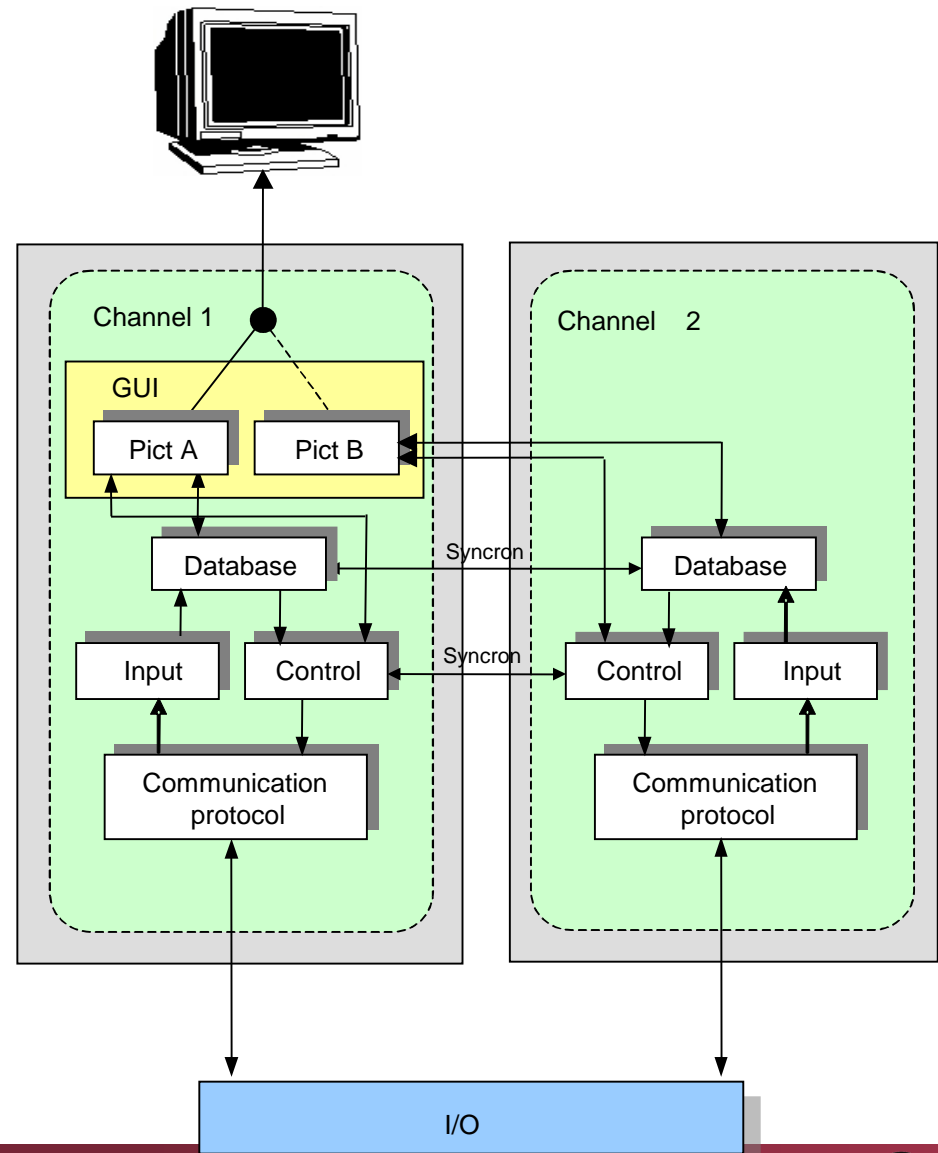 Channel 1
GUI
Pict A
Pict B
Database
Input
Control
Communication
protocol
Syncron
Syncron
Channel 2
Database
Control
Input
Communication
protocol
I/O